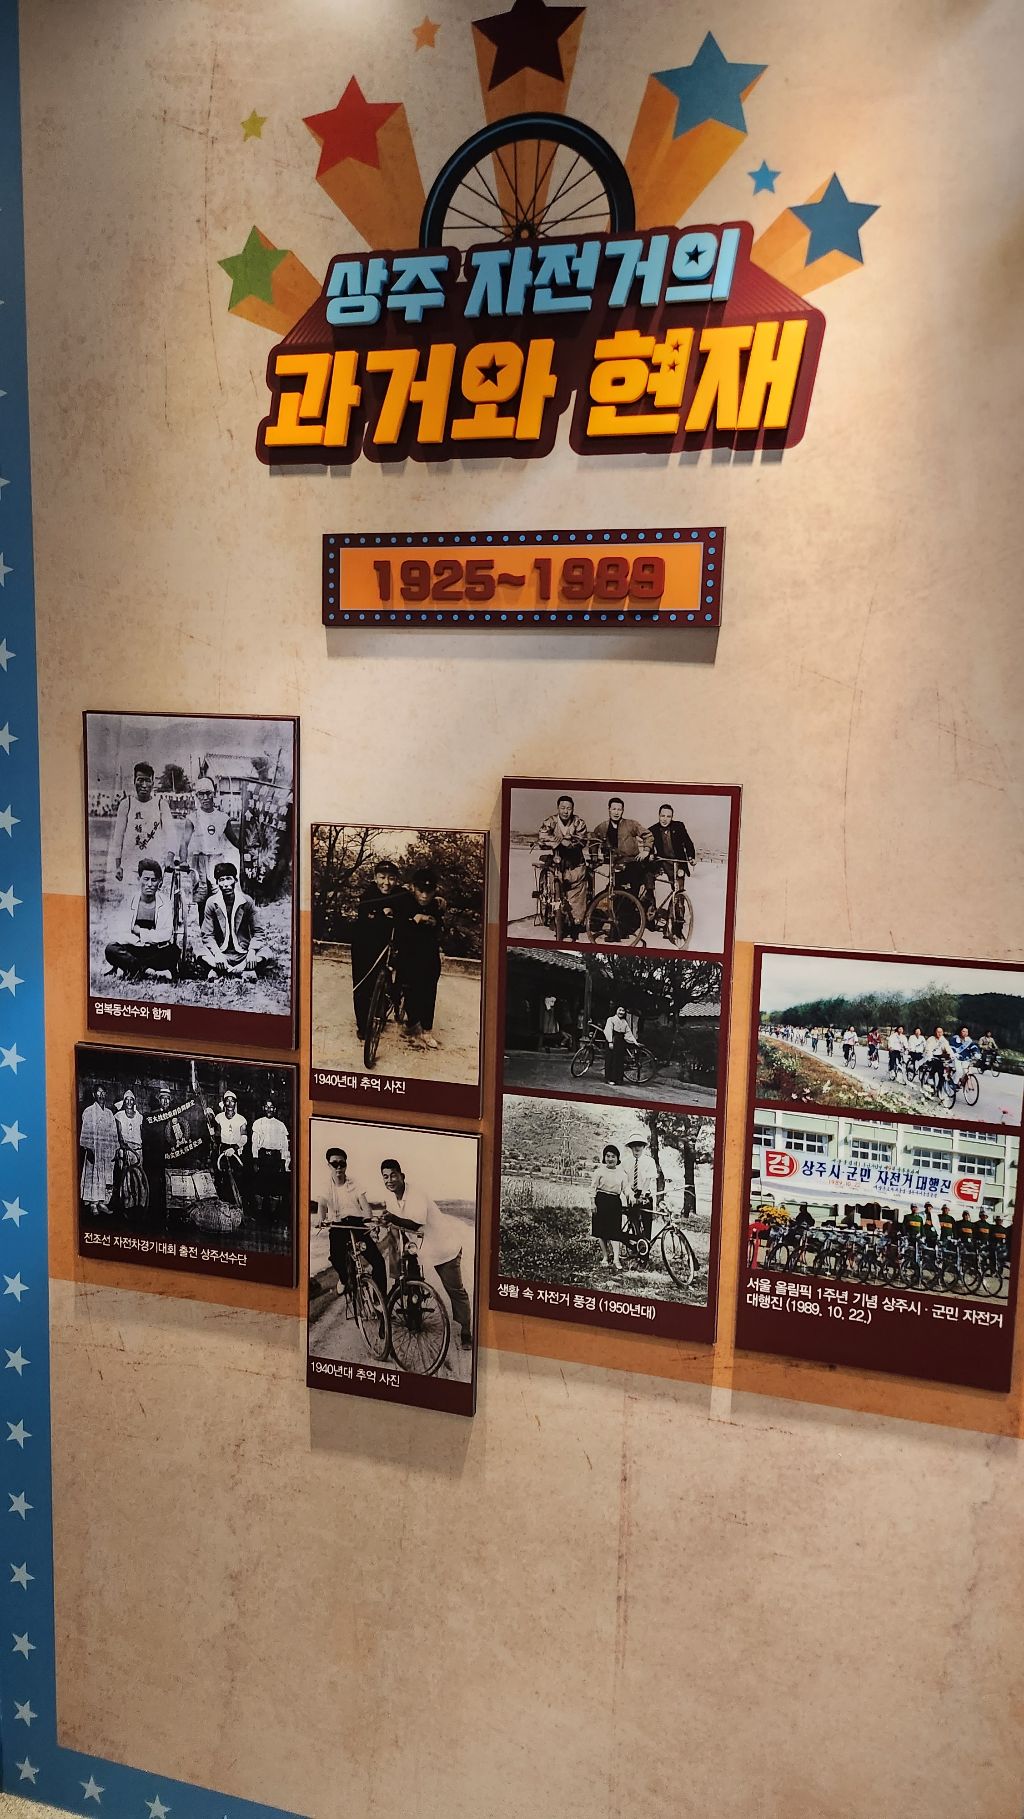 상주 자전거의
과거와 현재
1925~1989
엄복동선수와 함께
전조선 자전차경기대회 출전 상주선수단
1940년대 추억 사진
1940년대 추억 사진
생활 속 자전거 풍경 (1950년대)
경 상주시·군민 자전거 대행진 축
1989. 10. 22
서울 올림픽 1주년 기념 상주시·군민 자전거
대행진 (1989. 10. 22.)